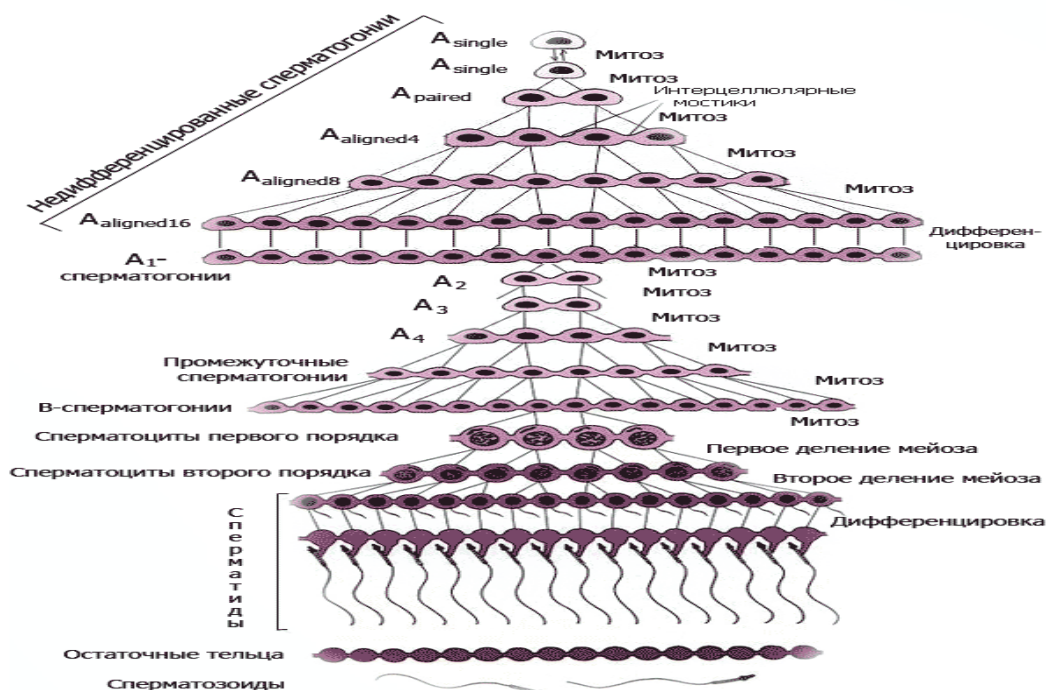 A single
Митоз
A single
Митоз
A paired
Интерцеллюлярные
мостики
Митоз
A aligned4
Митоз
A aligned8
Митоз
A aligned16
Дифферен-
цировка
A1-
сперматогонии
Митоз
A2
Митоз
A3
Митоз
A4
Митоз
Промежуточные
сперматогонии
Митоз
В-сперматогонии
Митоз
Сперматоциты первого порядка
Первое деление мейоза
Сперматоциты второго порядка
Второе деление мейоза
Дифференцировка
Сперматиды
Остаточные тельца
Сперматозоиды
Недифференцированные сперматогонии